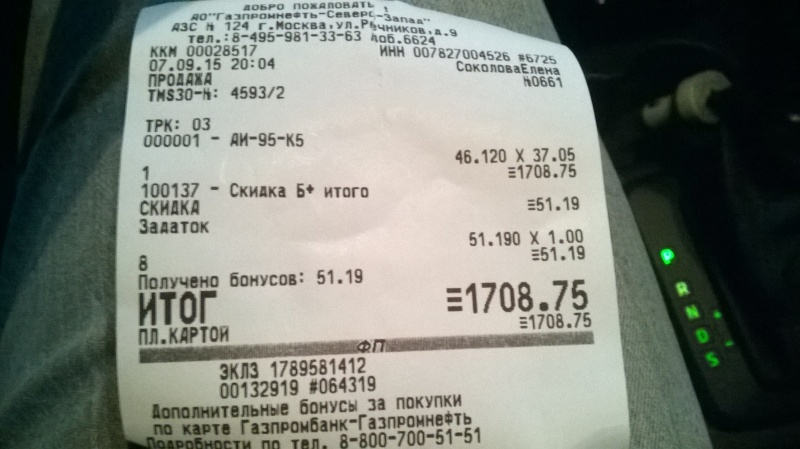 ДОБРО ПОЖАЛОВАТЬ !
АО"Газпромнефть-Северо-Запад"
АЗС N 124 г.Москва,ул.Речников,д.9
тел.:8-495-981-33-63 доб.6624
ККМ 00028517 ИНН 007827004526 #6725
07.09.15 20:04 СоколоваЕлена
ПРОДАЖА №0661
TMS30-№: 4593/2
ТРК: 03
000001 - АИ-95-К5
46.120 X 37.05
1 ≡1708.75
100137 - Скидка Б+ итого
СКИДКА ≡51.19
Задаток
51.190 X 1.00
8 ≡51.19
Получено бонусов: 51.19
ИТОГ ≡1708.75
ПЛ.КАРТОЙ ≡1708.75
ФП
ЭКЛЗ 1789581412
00132919 #064319
Дополнительные бонусы за покупки
по карте Газпромбанк-Газпромнефть
Подробности по тел. 8-800-700-51-51
P
R
N
D
S
+
-